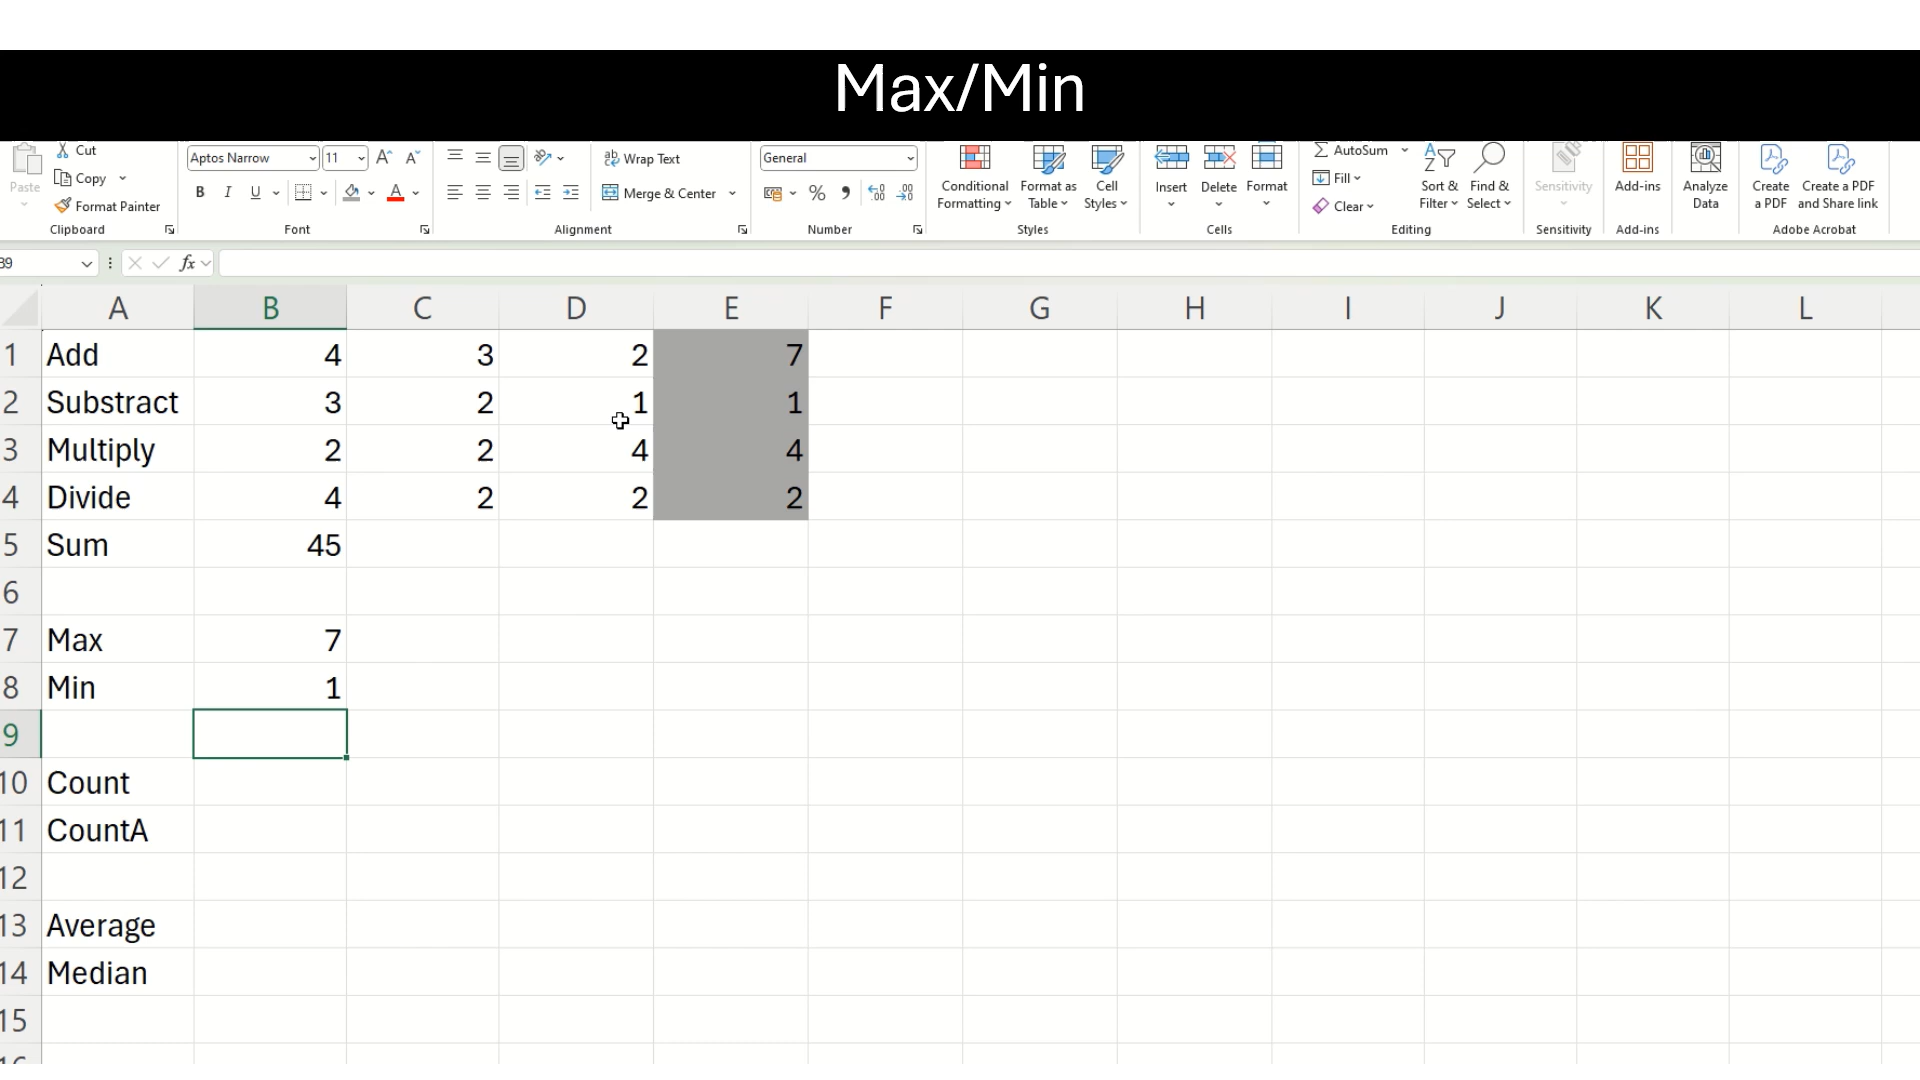 Max/Min
Paste
Cut
Copy
Format Painter
Clipboard
Aptos Narrow 11
B I U
Font
ab Wrap Text
Merge & Center
Alignment
General
%
Number
Conditional Formatting
Format as Table
Cell Styles
Styles
Insert
Delete
Format
Cells
AutoSum
Fill
Clear
Sort & Filter
Find & Select
Editing
Sensitivity
Sensitivity
Add-ins
Add-ins
Analyze Data
Create a PDF
Create a PDF and Share link
Adobe Acrobat
fx
A B C D E F G H I J K L
1 Add 4 3 2 7
2 Substract 3 2 1 1
3 Multiply 2 2 4 4
4 Divide 4 2 2 2
5 Sum 45
6
7 Max 7
8 Min 1
9
10 Count
11 CountA
12
13 Average
14 Median
15